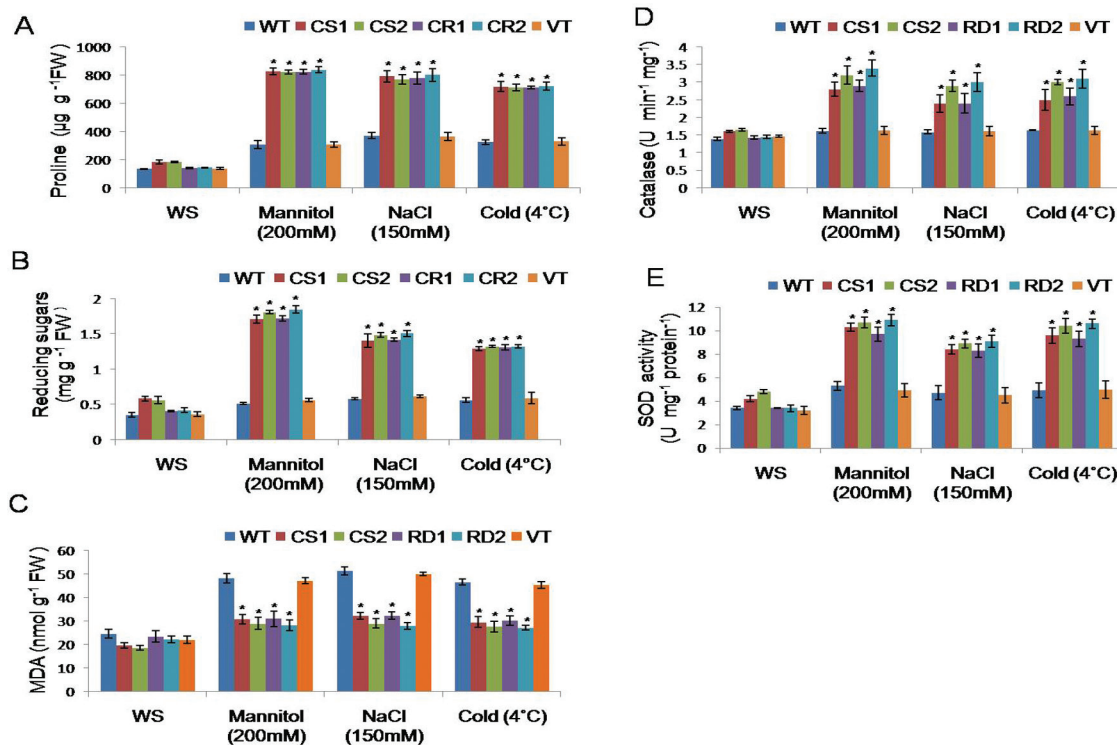 A
WT CS1 CS2 CR1 CR2 VT
Proline (µg g -1FW)
1000
800
600
400
200
0
* * * *
* * * *
* * * *
WS
Mannitol (200mM)
NaCl (150mM)
Cold (4°C)
B
WT CS1 CS2 CR1 CR2 VT
Reducing sugars
(mg g -1 FW)
2
1.5
1
0.5
0
* * * *
* * * *
* * * *
WS
Mannitol (200mM)
NaCl (150mM)
Cold (4°C)
C
WT CS1 CS2 RD1 RD2 VT
MDA (nmol g-1 FW)
60
50
40
30
20
10
0
* * * *
* * * *
* * * *
WS
Mannitol (200mM)
NaCl (150mM)
Cold (4°C)
D
WT CS1 CS2 RD1 RD2 VT
Catalase (U min-1 mg-1)
4
3.5
3
2.5
2
1.5
1
0.5
0
* * * *
* * * *
* * * *
WS
Mannitol (200mM)
NaCl (150mM)
Cold (4°C)
E
WT CS1 CS2 RD1 RD2 VT
SOD activity
(U mg-1 protein-1)
12
10
8
6
4
2
0
* * * *
* * * *
* * * *
WS
Mannitol (200mM)
NaCl (150mM)
Cold (4°C)